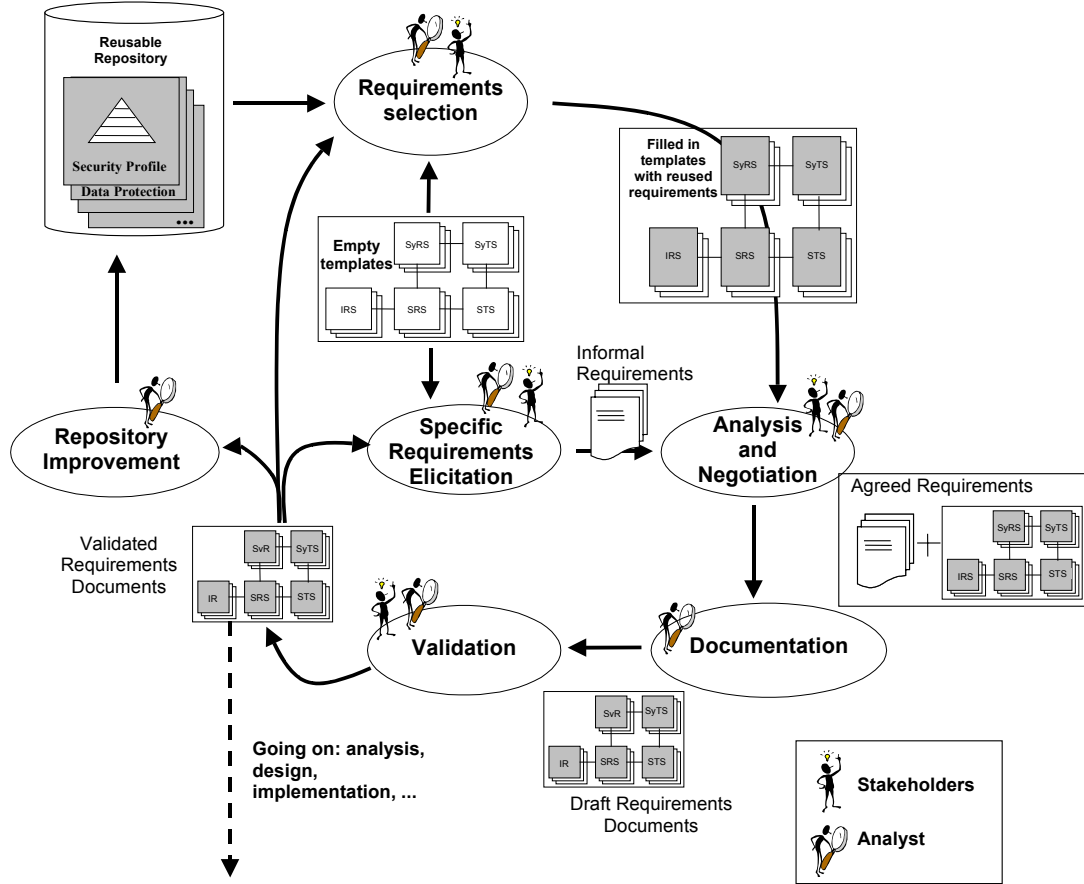 Reusable
Repository
Security Profile
Data Protection
...
Requirements
selection
Filled in
templates
with reused
requirements
SyRS
SyTS
IRS
SRS
STS
Empty
templates
SyRS
SyTS
IRS
SRS
STS
Informal
Requirements
Repository
Improvement
Specific
Requirements
Elicitation
Analysis
and
Negotiation
Agreed Requirements
SyRS
SyTS
IRS
SRS
STS
Validated
Requirements
Documents
SvR
SyTS
IR
SRS
STS
Validation
Documentation
SvR
SyTS
IR
SRS
STS
Draft Requirements
Documents
Going on: analysis,
design,
implementation, ...
Stakeholders
Analyst